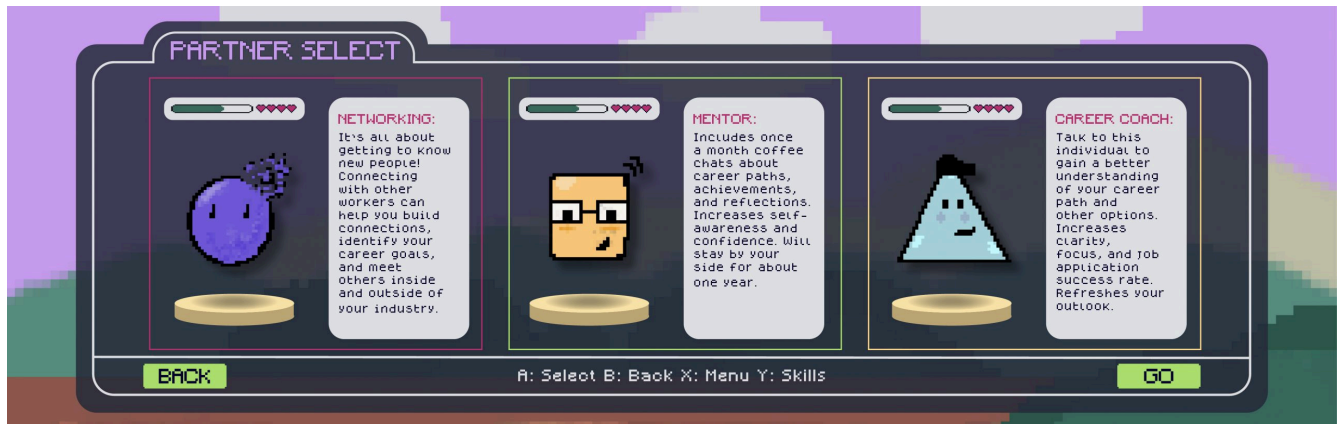 PARTNER SELECT
NETWORKING:
It's all about
getting to know
new people!
Connecting
with other
workers can
help you build
connections,
identify your
career goals,
and meet
others inside
and outside of
your industry.
MENTOR:
Includes once
a month coffee
chats about
career paths,
achievements,
and reflections.
Increases self-
awareness and
confidence. Will
stay by your
side for about
one year.
CAREER COACH:
Talk to this
individual to
gain a better
understanding
of your career
path and
other options.
Increases
clarity,
focus, and job
application
success rate.
Refreshes your
outlook.
BACK
A: Select B: Back X: Menu Y: Skills
GO